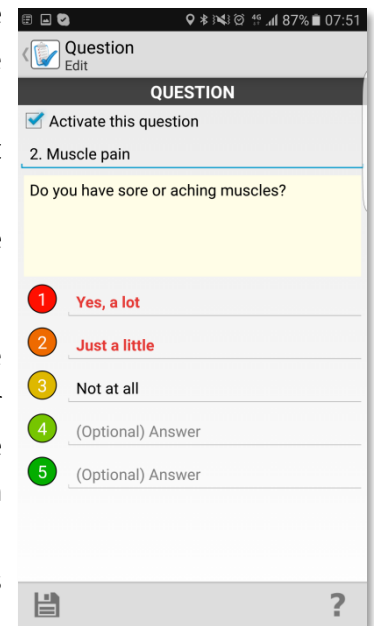 87% 07:51
Question
Edit
QUESTION
Activate this question
2. Muscle pain
Do you have sore or aching muscles?
1 Yes, a lot
2 Just a little
3 Not at all
4 (Optional) Answer
5 (Optional) Answer
?